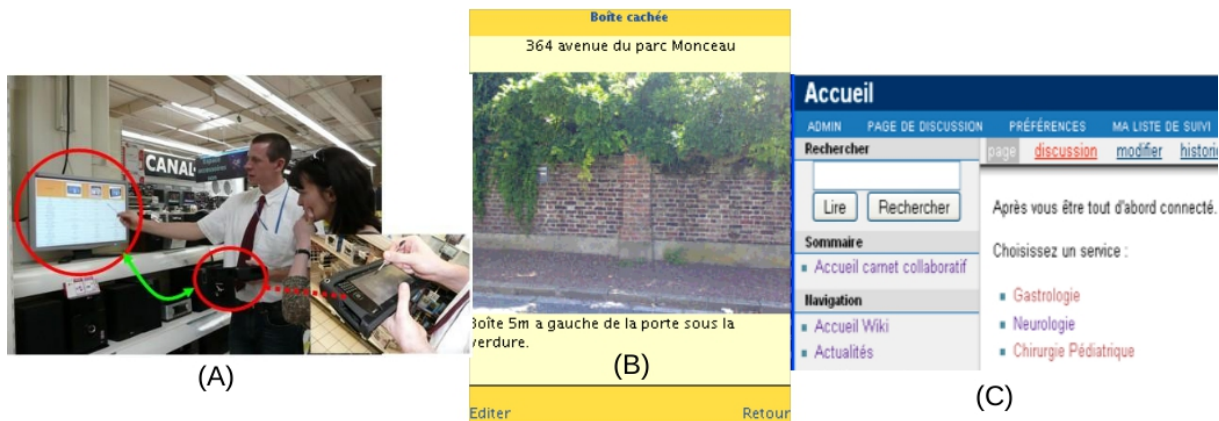 CANAL+
(A)
Boîte cachée
364 avenue du parc Monceau
Boîte 5m a gauche de la porte sous la
verdure.
(B)
Editer
Retour
Accueil
ADMIN PAGE DE DISCUSSION PRÉFÉRENCES MA LISTE DE SUIVI
Rechercher
page discussion modifier historic
Lire Rechercher
Après vous être tout d'abord connecté.
Sommaire
Choisissez un service :
Accueil carnet collaboratif
Gastrologie
Navigation
Neurologie
Accueil Wiki
Chirurgie Pédiatrique
Actualités
(C)